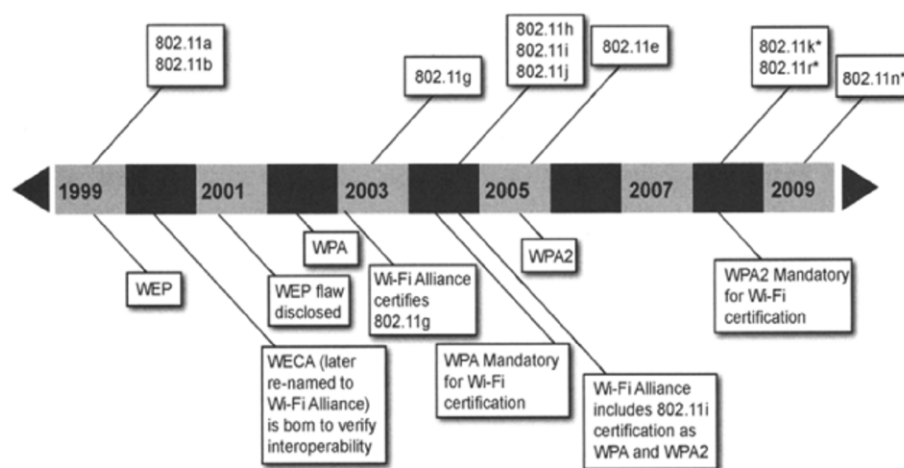 802.11a
802.11b
802.11g
802.11h
802.11i
802.11j
802.11e
802.11k*
802.11r*
802.11n*
1999
2001
2003
2005
2007
2009
WEP
WECA (later
re-named to
Wi-Fi Alliance)
is born to verify
interoperability
WEP flaw
disclosed
WPA
Wi-Fi Alliance
certifies
802.11g
WPA Mandatory
for Wi-Fi
certification
Wi-Fi Alliance
includes 802.11i
certification as
WPA and WPA2
WPA2
WPA2 Mandatory
for Wi-Fi
certification